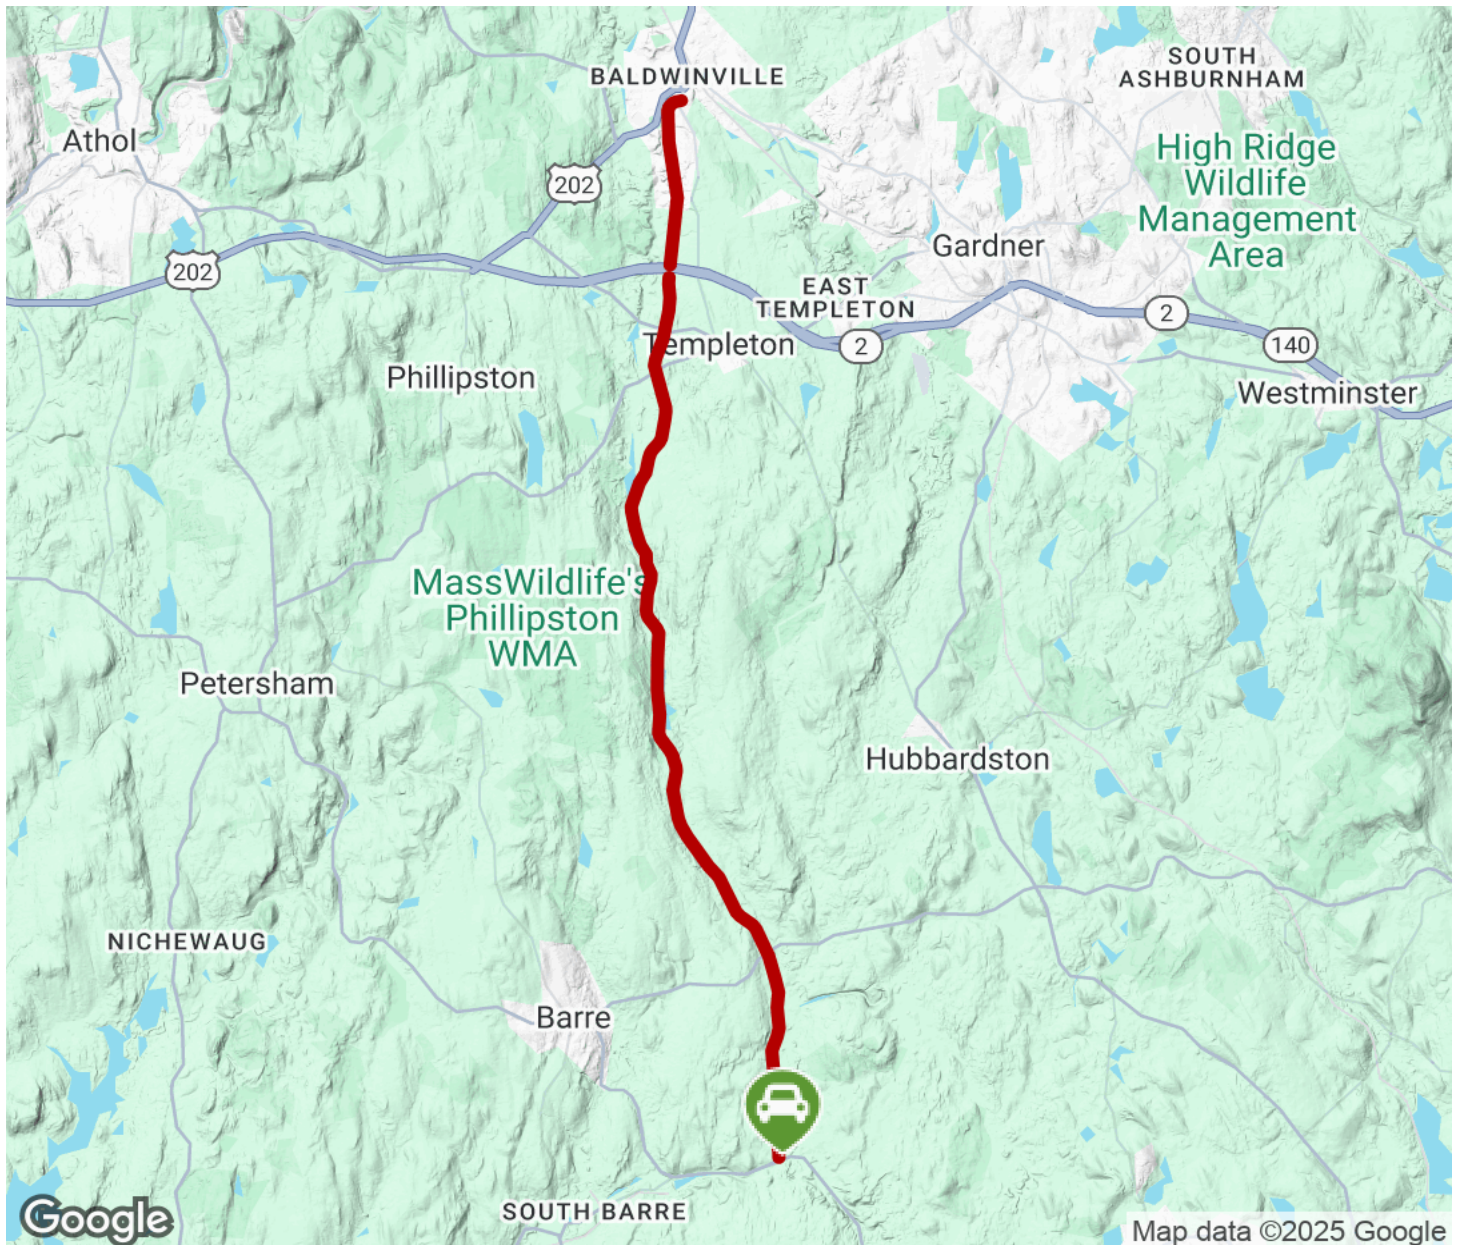 SOUTH
ASHBURNHAM
BALDWINVILLE
Athol
High Ridge
Wildlife
Management
Area
202
Gardner
202
EAST
TEMPLETON
2
2
140
Templeton
Phillipston
Westminster
MassWildlife's
Phillipston
WMA
Petersham
Hubbardston
NICHEWAUG
Barre
SOUTH BARRE
Google
Map data ©2025 Google